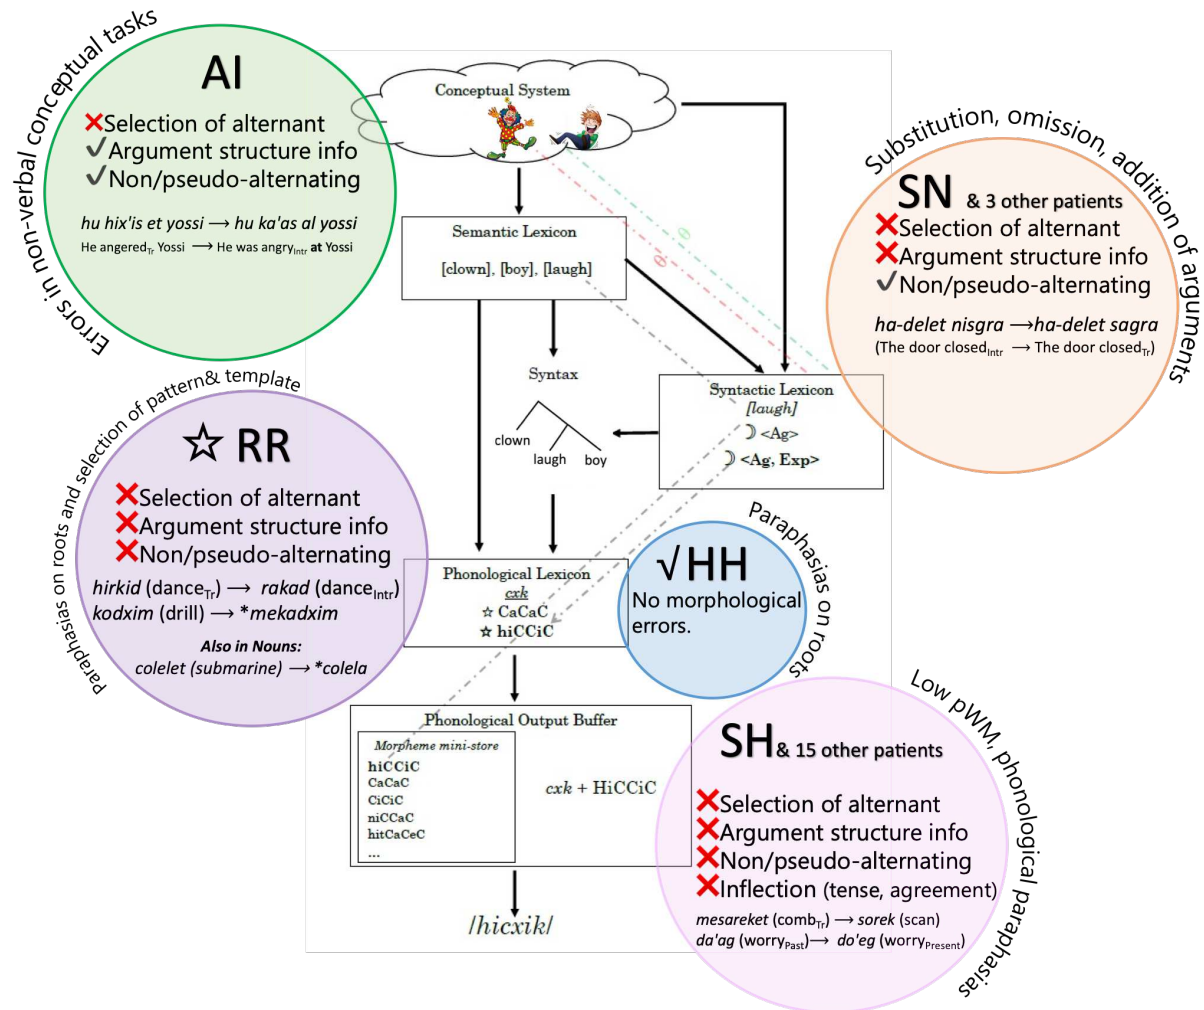 Errors in non-verbal conceptual tasks
AI
❌Selection of alternant
✓Argument structure info
✓Non/pseudo-alternating
hu hix'is et yossi → hu ka'as al yossi
He angeredTr Yossi → He was angryIntr at Yossi
Conceptual System
θ
θ
Semantic Lexicon
[clown], [boy], [laugh]
Syntax
clown
laugh
boy
Syntactic Lexicon
[laugh]
☽ <Ag>
☽ <Ag, Exp>
Substitution, omission, addition of arguments
SN & 3 other patients
❌Selection of alternant
❌Argument structure info
✓Non/pseudo-alternating
ha-delet nisgra →ha-delet sagra
(The door closedIntr → The door closedTr)
Paraphasias on roots and selection of pattern& template
☆ RR
❌Selection of alternant
❌Argument structure info
❌Non/pseudo-alternating
hirkid (danceTr) → rakad (danceIntr)
kodxim (drill) → *mekadxim
Also in Nouns:
colelet (submarine) → *colela
Phonological Lexicon
cxk
☆ CaCaC
☆ hiCCiC
Paraphasias on roots
√HH
No morphological
errors.
Phonological Output Buffer
Morpheme mini-store
hiCCiC
CaCaC
CiCiC
niCCaC
hitCaCeC
...
cxk + HiCCiC
/hicxik/
Low pWM, phonological paraphasias
SH & 15 other patients
❌Selection of alternant
❌Argument structure info
❌Non/pseudo-alternating
❌Inflection (tense, agreement)
mesareket (combTr) → sorek (scan)
da'ag (worryPast)→ do'eg (worryPresent)